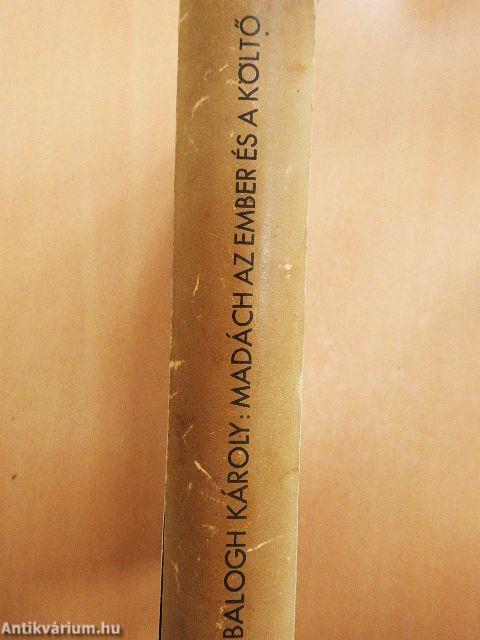 BALOGH KÁROLY: MADÁCH AZ EMBER ÉS A KÖLTŐ
Antikvárium.hu